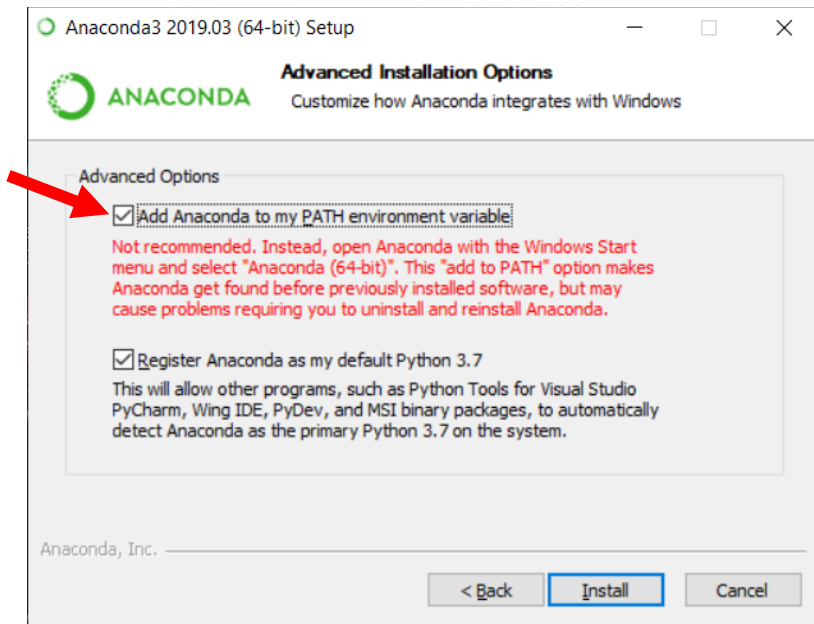 Anaconda3 2019.03 (64-bit) Setup
ANACONDA
Advanced Installation Options
Customize how Anaconda integrates with Windows
Advanced Options
Add Anaconda to my PATH environment variable
Not recommended. Instead, open Anaconda with the Windows Start
menu and select "Anaconda (64-bit)". This "add to PATH" option makes
Anaconda get found before previously installed software, but may
cause problems requiring you to uninstall and reinstall Anaconda.
Register Anaconda as my default Python 3.7
This will allow other programs, such as Python Tools for Visual Studio
PyCharm, Wing IDE, PyDev, and MSI binary packages, to automatically
detect Anaconda as the primary Python 3.7 on the system.
Anaconda, Inc.
< Back
Install
Cancel